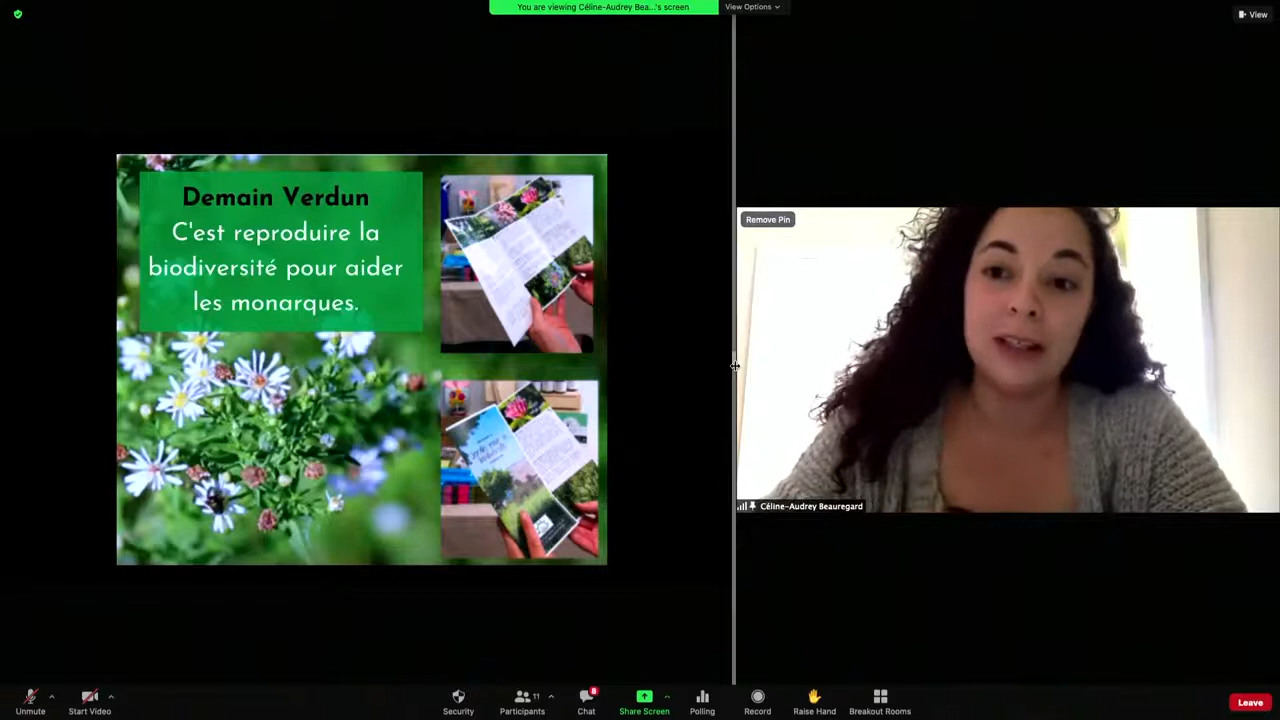 You are viewing Céline-Audrey Bea...'s screen
View Options
View
Demain Verdun
C'est reproduire la
biodiversité pour aider
les monarques.
Remove Pin
Céline-Audrey Beauregard
Unmute
Start Video
Security
Participants
11
Chat
8
Share Screen
Polling
Record
Raise Hand
Breakout Rooms
Leave